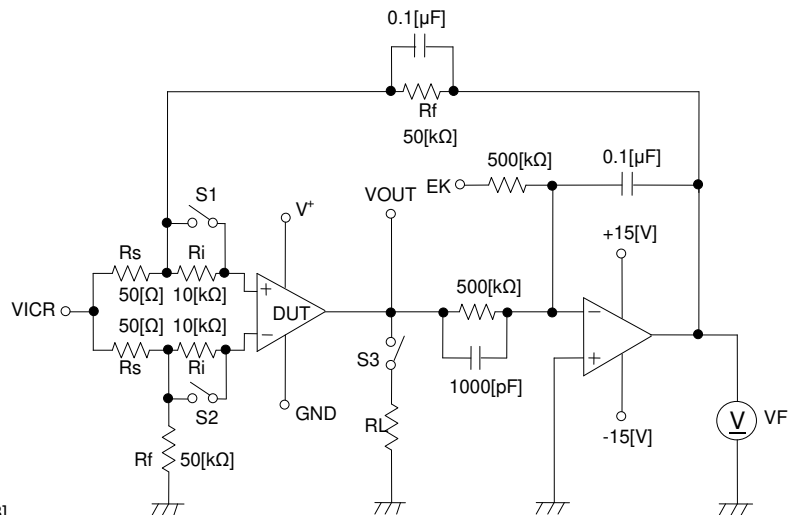 0.1[µF]
Rf
50[kΩ]
500[kΩ]
0.1[µF]
EK
VOUT
S1
V+
+15[V]
Rs
Ri
50[Ω]
10[kΩ]
VICR
DUT
+
−
500[kΩ]
−
+
50[Ω]
10[kΩ]
Rs
Ri
S3
1000[pF]
S2
GND
RL
-15[V]
V
VF
Rf
50[kΩ]